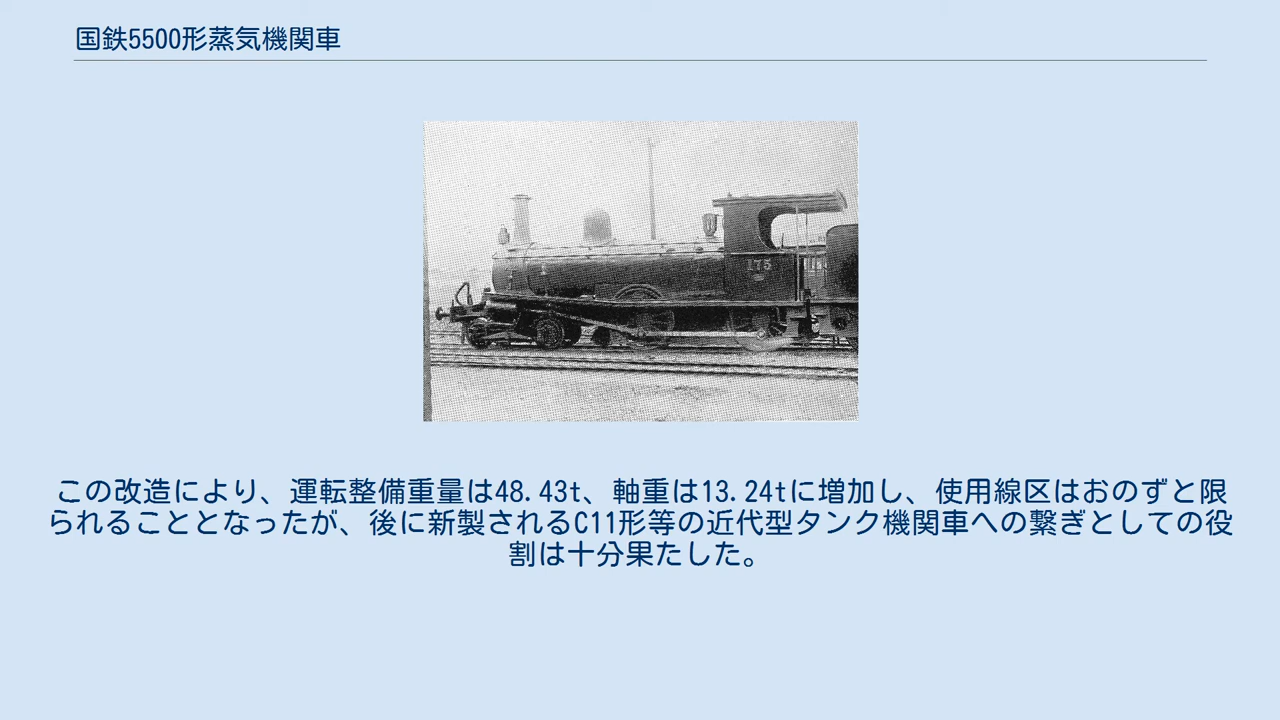 国鉄5500形蒸気機関車
175
この改造により、運転整備重量は48.43t、軸重は13.24tに増加し、使用線区はおのずと限
られることとなったが、後に新製されるC11形等の近代型タンク機関車への繋ぎとしての役
割は十分果たした。